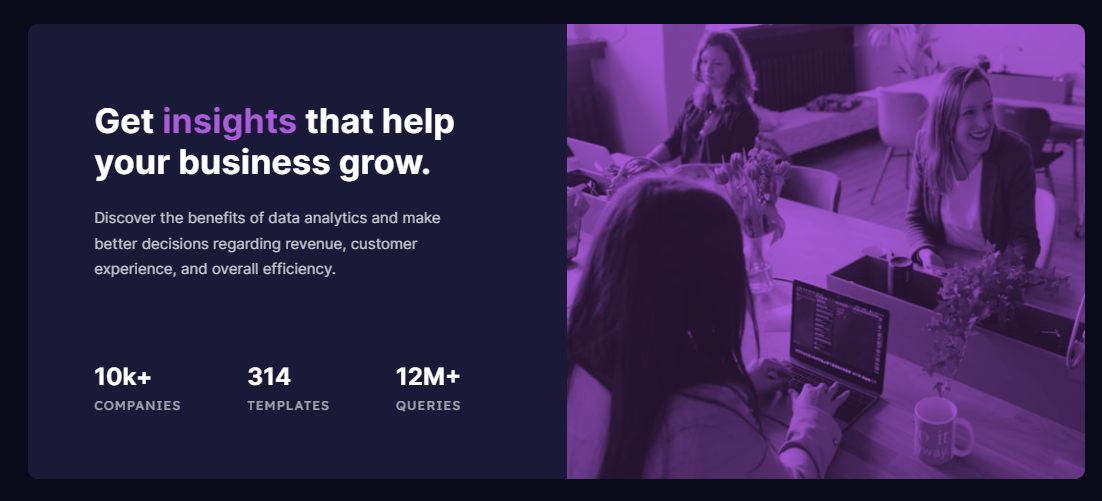 Get insights that help
your business grow.
Discover the benefits of data analytics and make
better decisions regarding revenue, customer
experience, and overall efficiency.
10k+
COMPANIES
314
TEMPLATES
12M+
QUERIES